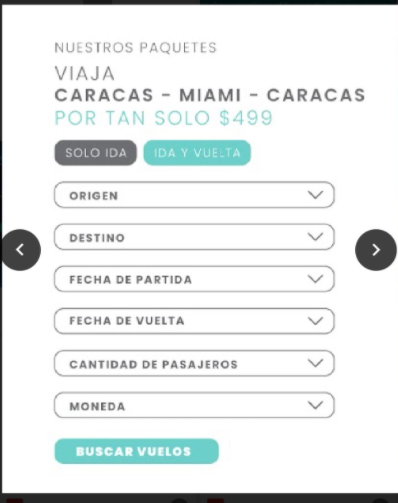 NUESTROS PAQUETES
VIAJA
CARACAS - MIAMI - CARACAS
POR TAN SOLO $499
SOLO IDA IDA Y VUELTA
ORIGEN
DESTINO
FECHA DE PARTIDA
FECHA DE VUELTA
CANTIDAD DE PASAJEROS
MONEDA
BUSCAR VUELOS